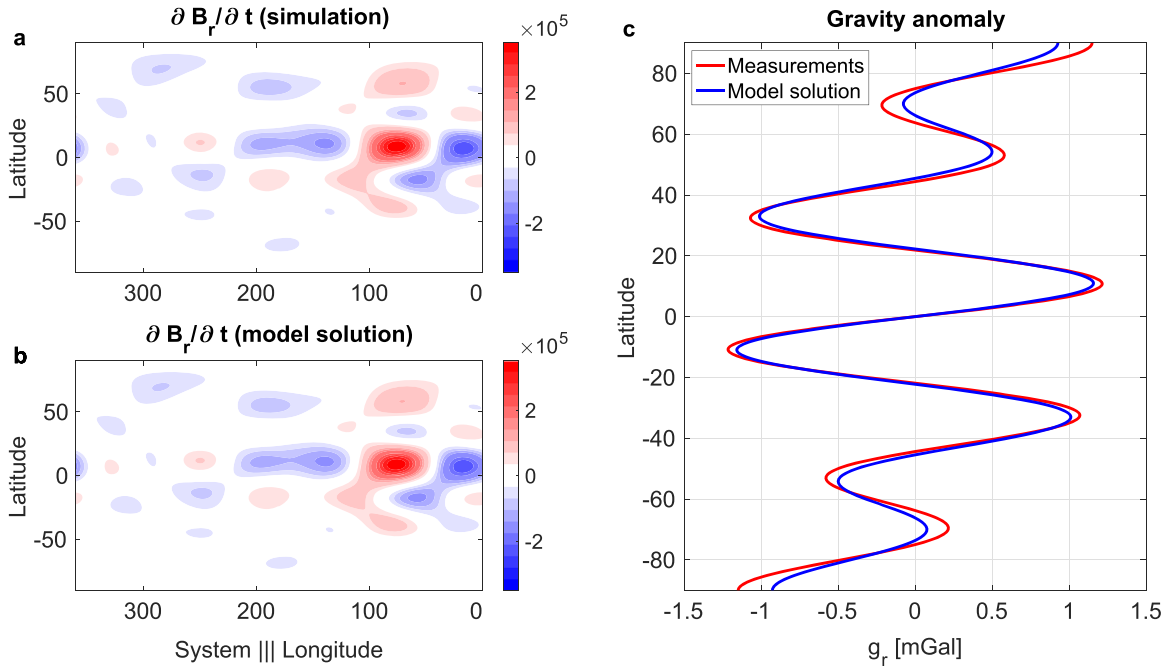 ∂ B_r/∂ t (simulation)
a
×10^5
50
0
-50
Latitude
300
200
100
0
2
0
-2
∂ B_r/∂ t (model solution)
b
×10^5
50
0
-50
Latitude
300
200
100
0
2
0
-2
System ||| Longitude
Gravity anomaly
c
Measurements
Model solution
80
60
40
20
0
-20
-40
-60
-80
Latitude
-1.5
-1
-0.5
0
0.5
1
1.5
g_r [mGal]